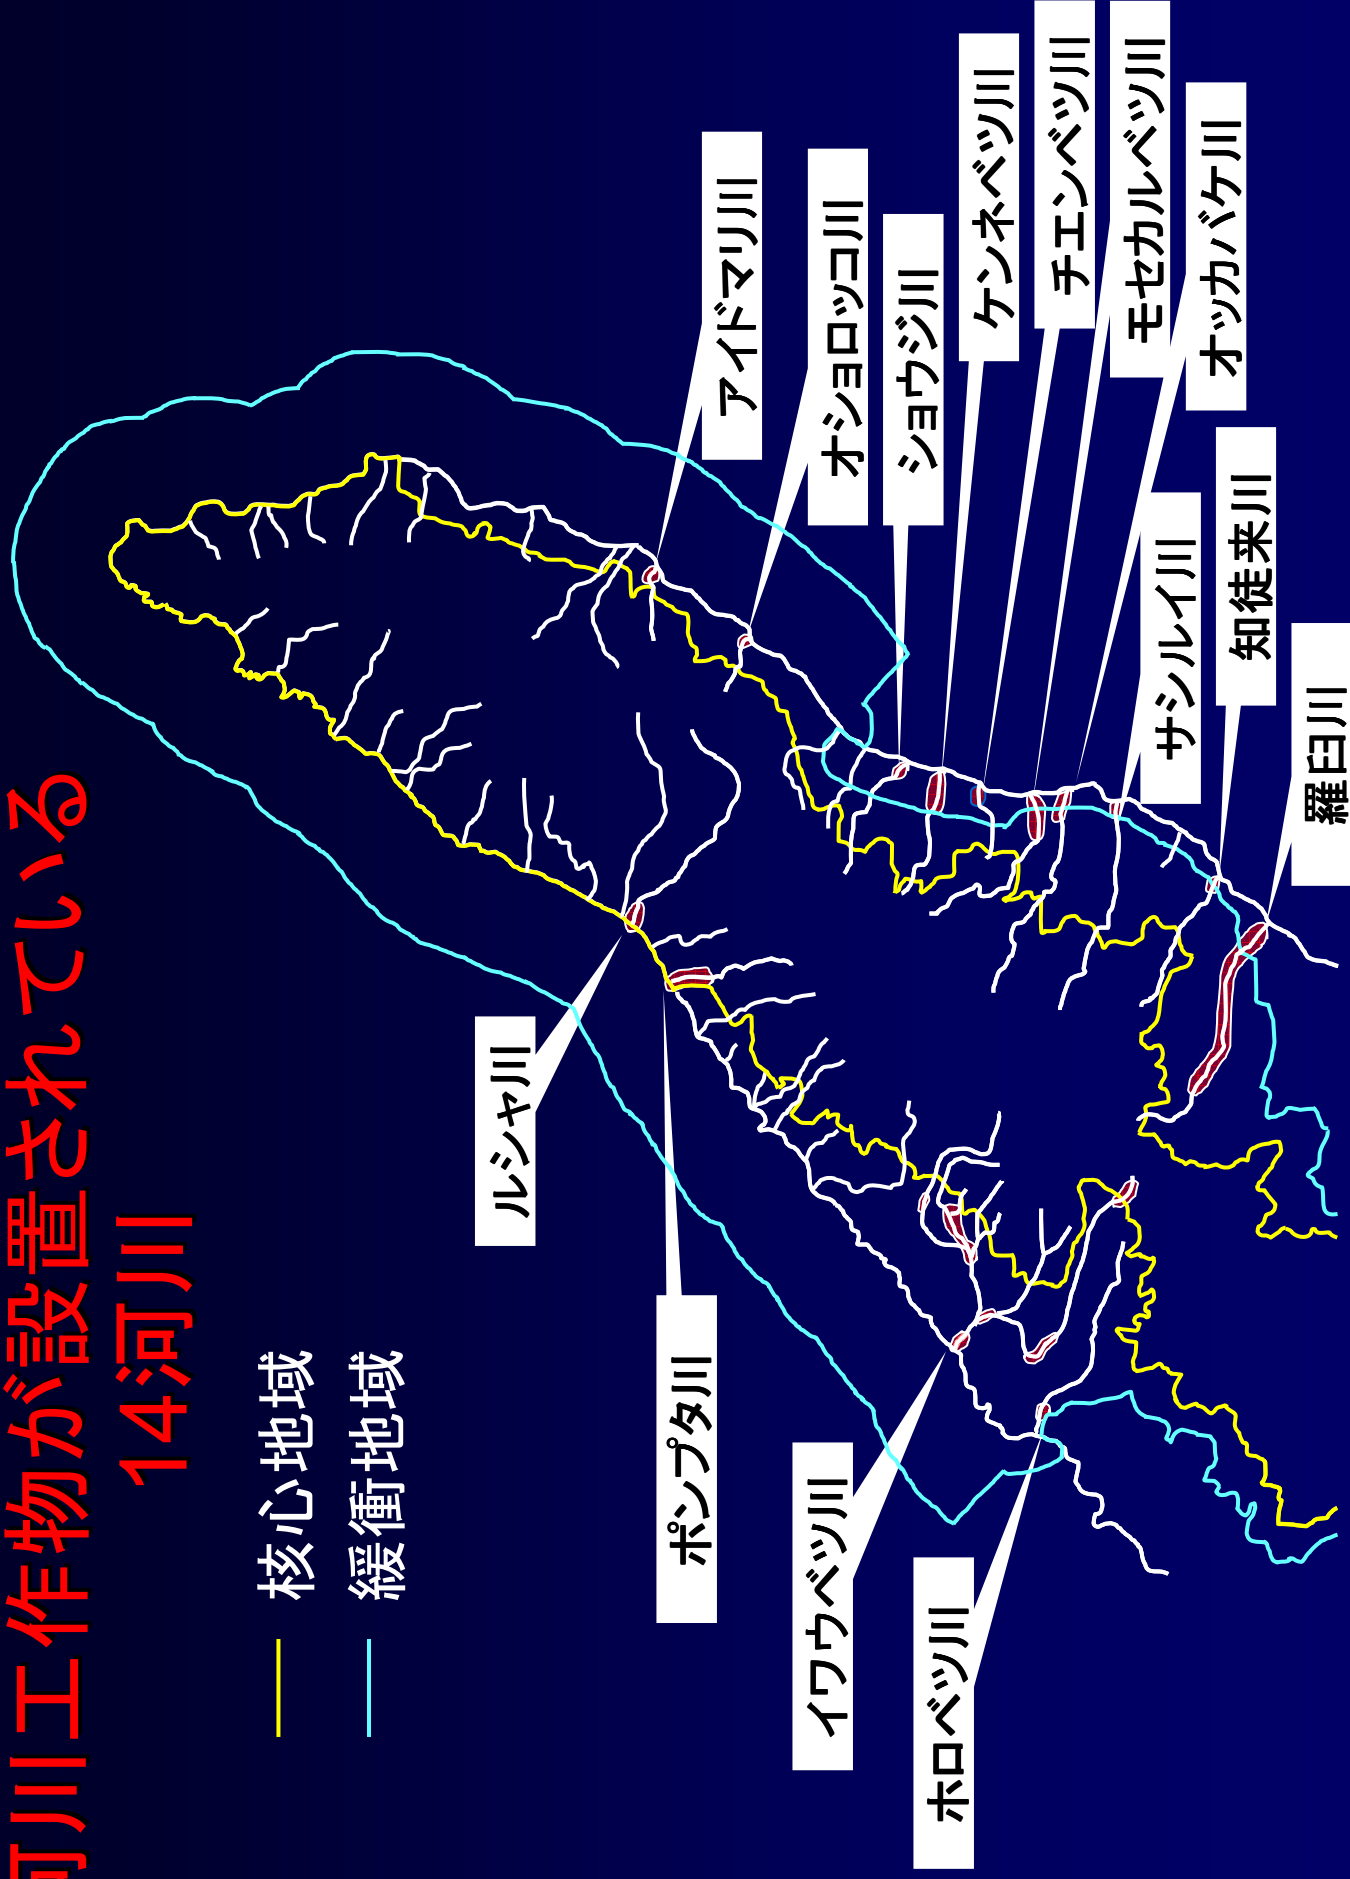 河川工作物が設置されている
14河川
核心地域
緩衝地域
ルシャ川
ポンプタ川
イワウベツ川
ホロベツ川
アイドマリ川
オショロッコ川
ショウジ川
ケンネベツ川
チエンベツ川
モセカルベツ川
オッカバケ川
サシルイ川
知徒来川
羅臼川